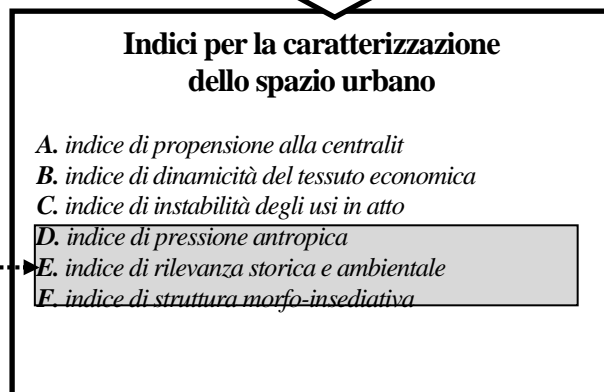 Indici per la caratterizzazione
dello spazio urbano
A. indice di propensione alla centralit
B. indice di dinamicità del tessuto economica
C. indice di instabilità degli usi in atto
D. indice di pressione antropica
E. indice di rilevanza storica e ambientale
F. indice di struttura morfo-insediativa